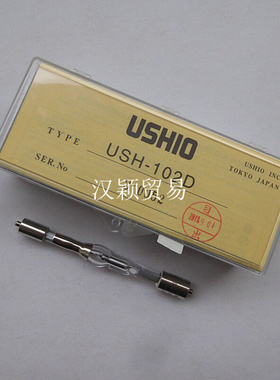 USHIO
USHIO INC
TOKYO JAPAN
TYPE
USH-102D
SER.No
汉颖贸易